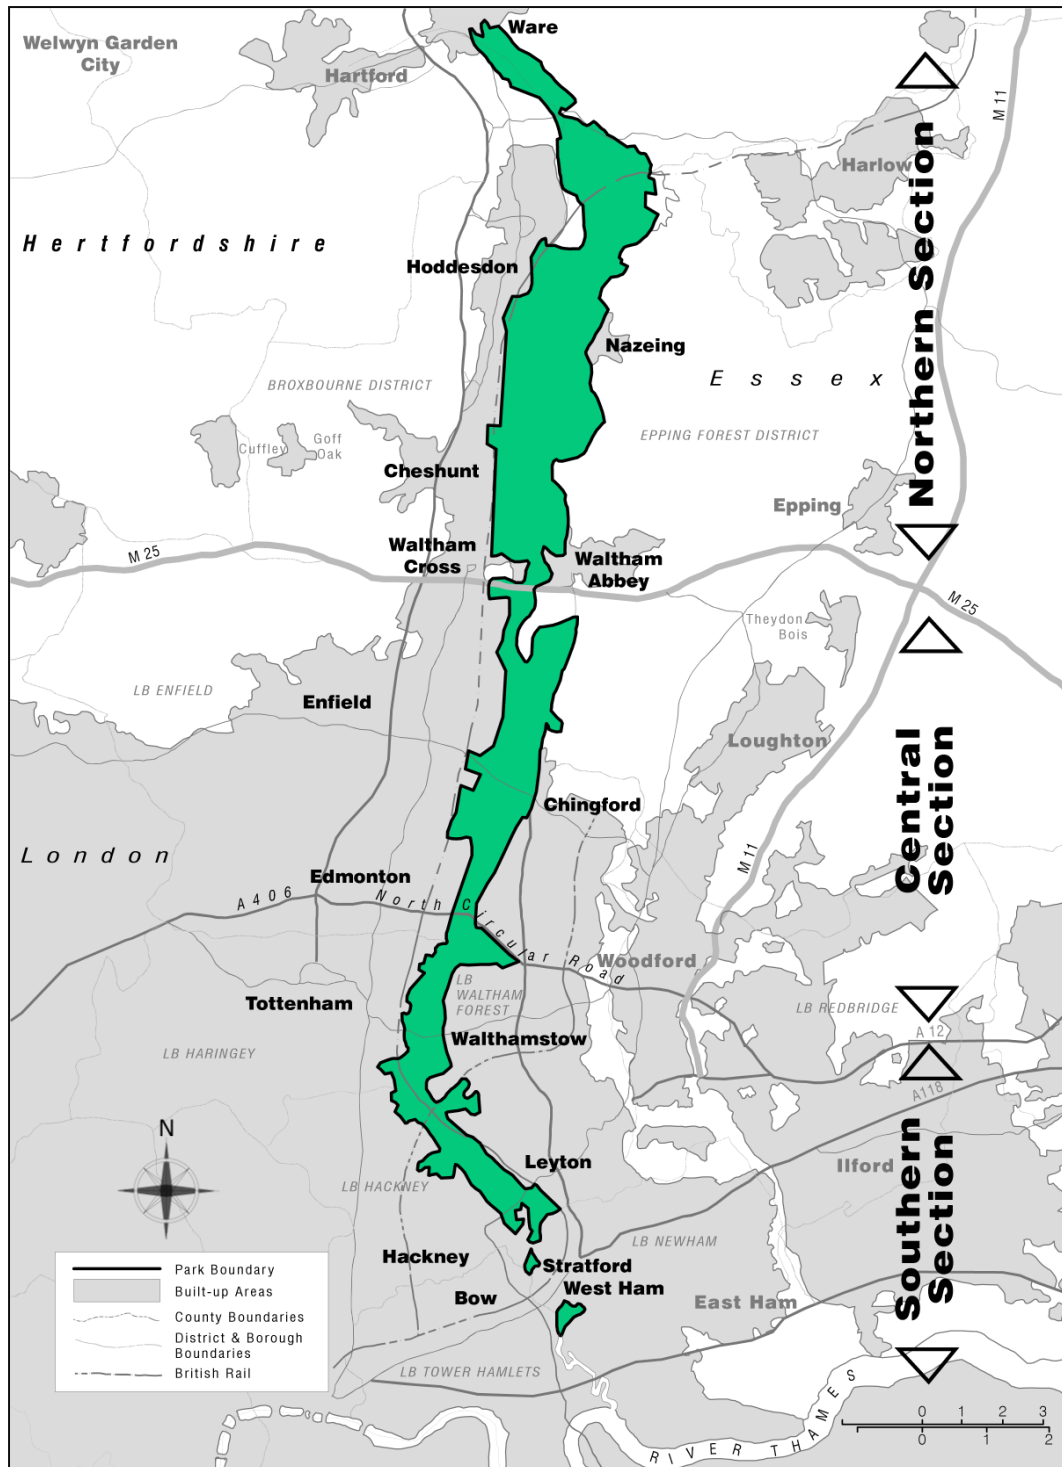 Ware
Welwyn Garden
City
Hartford
M 11
Harlow
Northern Section
Hertfordshire
Hoddesdon
Nazeing
Essex
BROXBOURNE DISTRICT
EPPING FOREST DISTRICT
Cuffley
Goff
Oak
Cheshunt
Epping
Waltham
Cross
Waltham
Abbey
M 25
M 25
Theydon
Bois
LB ENFIELD
Enfield
Loughton
Central
Section
Chingford
M 11
London
Edmonton
A406
North Circular Road
Woodford
LB
WALTHAM
FOREST
Tottenham
LB REDBRIDGE
Walthamstow
A 12
LB HARINGEY
A118
N
Leyton
Ilford
LB HACKNEY
Southern
Section
LB NEWHAM
Hackney
Stratford
West Ham
Bow
East Ham
LB TOWER HAMLETS
RIVER THAMES
Park Boundary
Built-up Areas
County Boundaries
District & Borough
Boundaries
British Rail
0 1 2 3
0 1 2